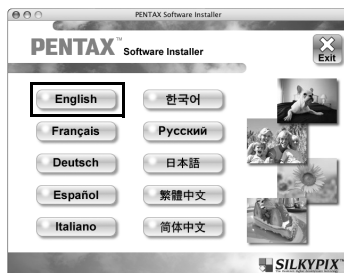 PENTAX Software Installer
PENTAX™ Software Installer
Exit
English
한국어
Français
Русский
Deutsch
日本語
Español
繁體中文
Italiano
简体中文
SILKYPIX